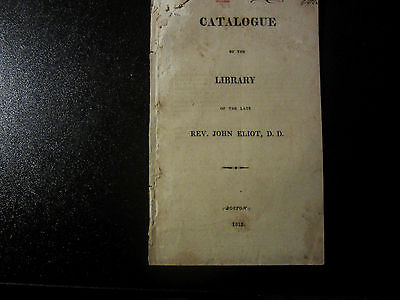 CATALOGUE
OF THE
LIBRARY
OF THE LATE
REV. JOHN ELIOT, D. D.
BOSTON
1813.